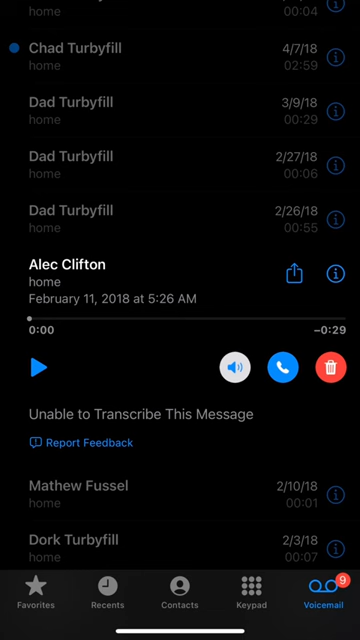 home
00:04
Chad Turbyfill 4/7/18
home 02:59
Dad Turbyfill 3/9/18
home 00:29
Dad Turbyfill 2/27/18
home 00:06
Dad Turbyfill 2/26/18
home 00:55
Alec Clifton
home
February 11, 2018 at 5:26 AM
0:00 −0:29
Unable to Transcribe This Message
Report Feedback
Mathew Fussel 2/10/18
home 00:01
Dork Turbyfill 2/3/18
home 00:07
9
Favorites Recents Contacts Keypad Voicemail